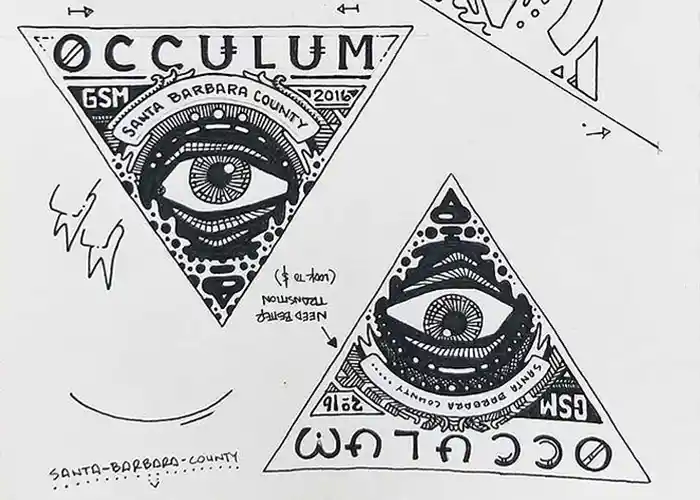 OCCULUM
GSM
SANTA BARBARA COUNTY
2016
NEED BETTER
TRANSITION
(LOOK TO $)
SANTA BARBARA COUNTY....
2016
GSM
OCCULUM
SANTA-BARBARA-COUNTY